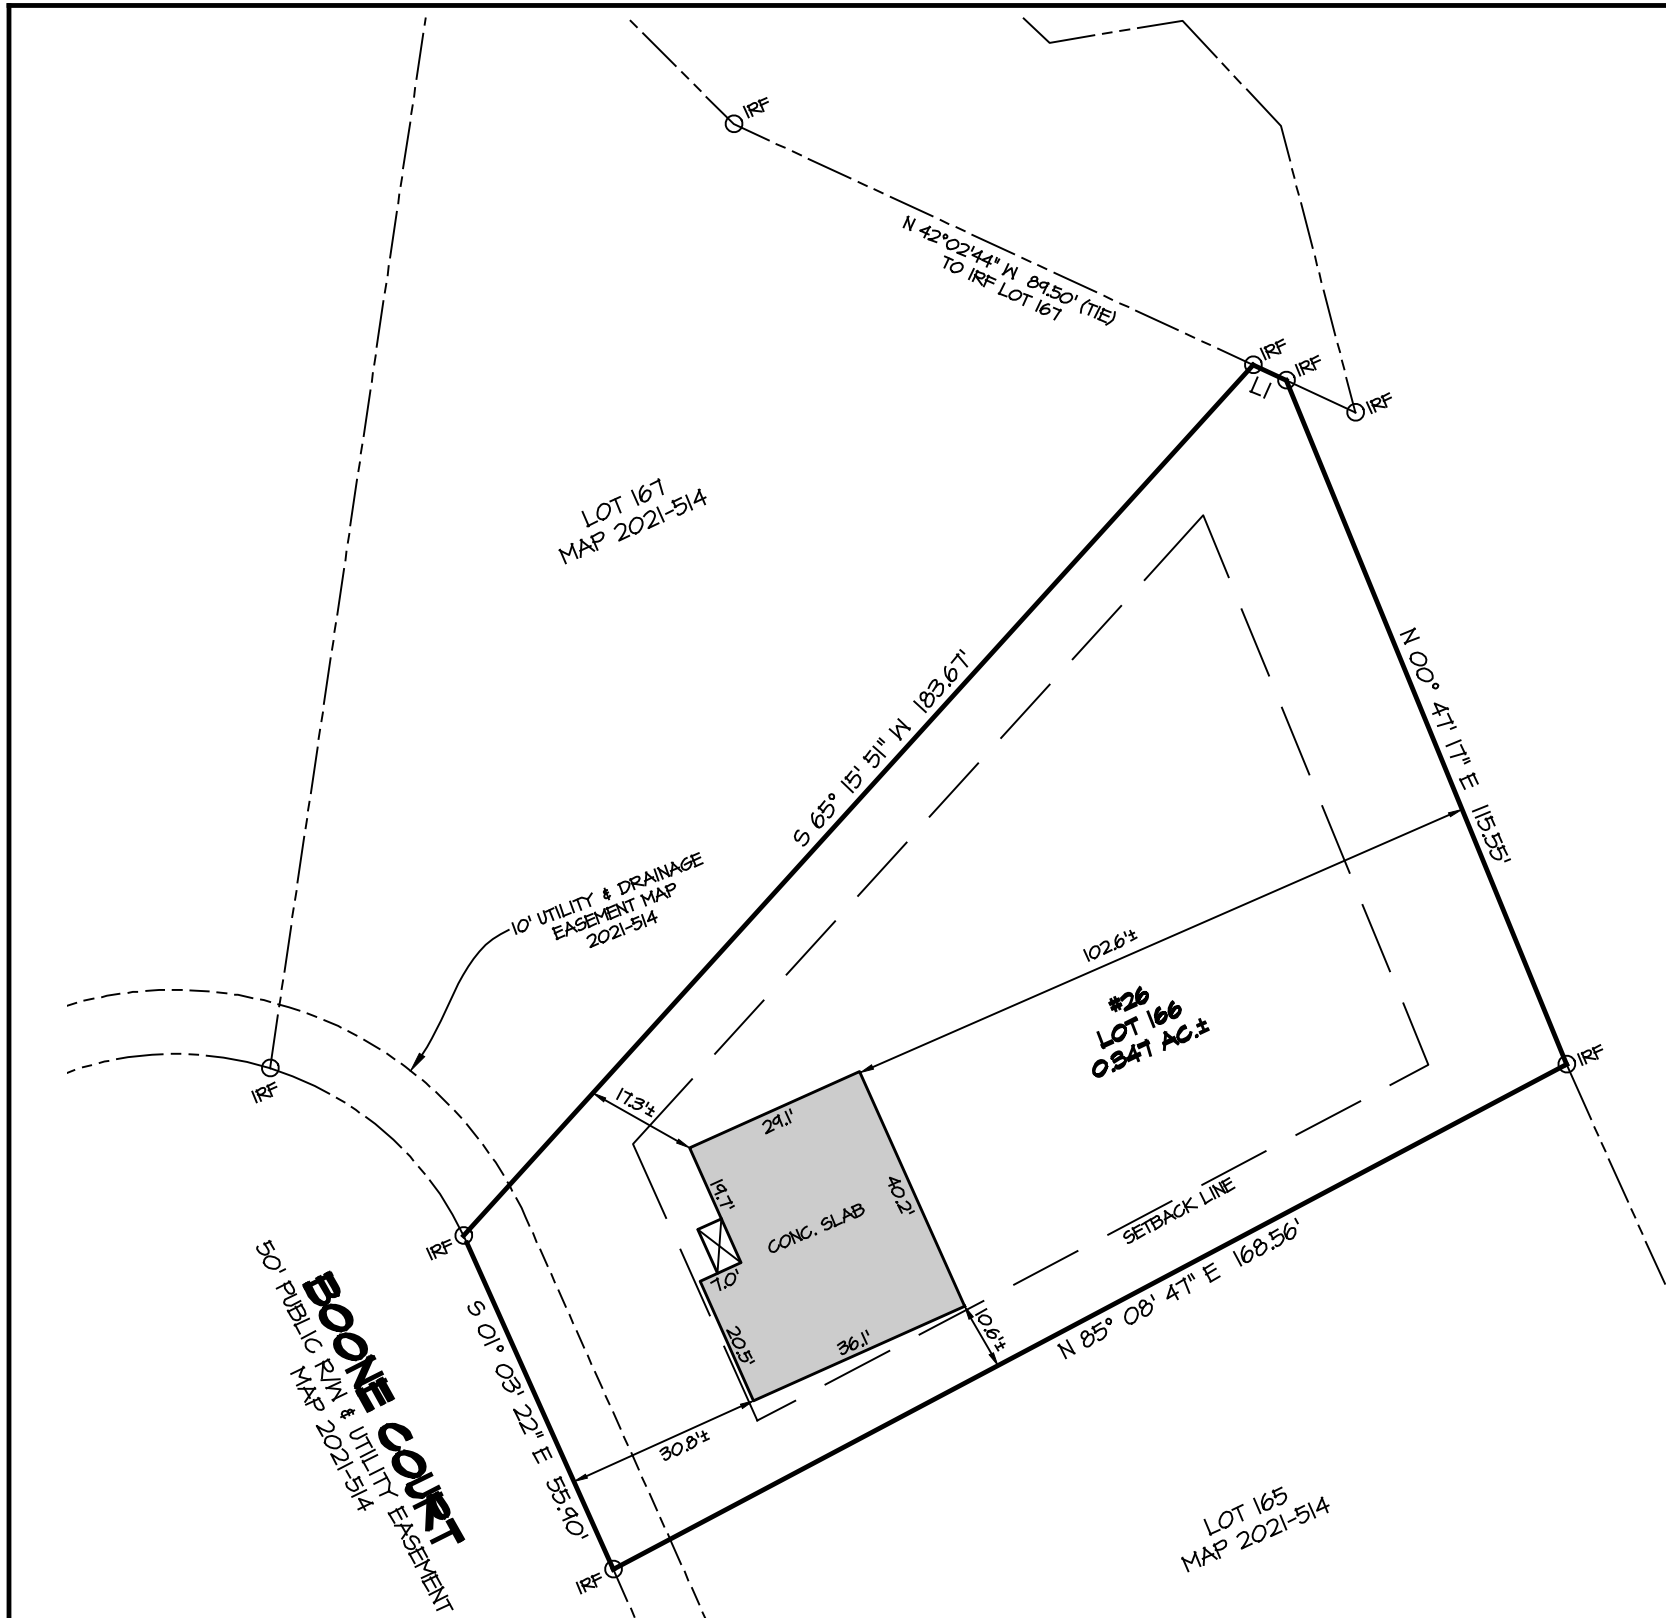 IRF
N 42°02'44" W 89.50' (TIE)
TO IRF LOT 167
IRF
IRF
L1
IRF
LOT 167
MAP 2021-514
N 00° 47' 17" E 115.55'
S 65° 15' 51" W 183.67'
10' UTILITY & DRAINAGE
EASEMENT MAP
2021-514
102.6'±
#26
LOT 166
0.347 AC.±
IRF
IRF
17.3'±
29.1'
19.7'
40.2'
CONC. SLAB
SETBACK LINE
IRF
7.0'
20.5'
36.1'
10.6'±
N 85° 08' 47" E 168.56'
S 01° 03' 22" E 55.90'
30.8'±
BOONE COURT
50' PUBLIC R/W & UTILITY EASEMENT
MAP 2021-514
IRF
LOT 165
MAP 2021-514